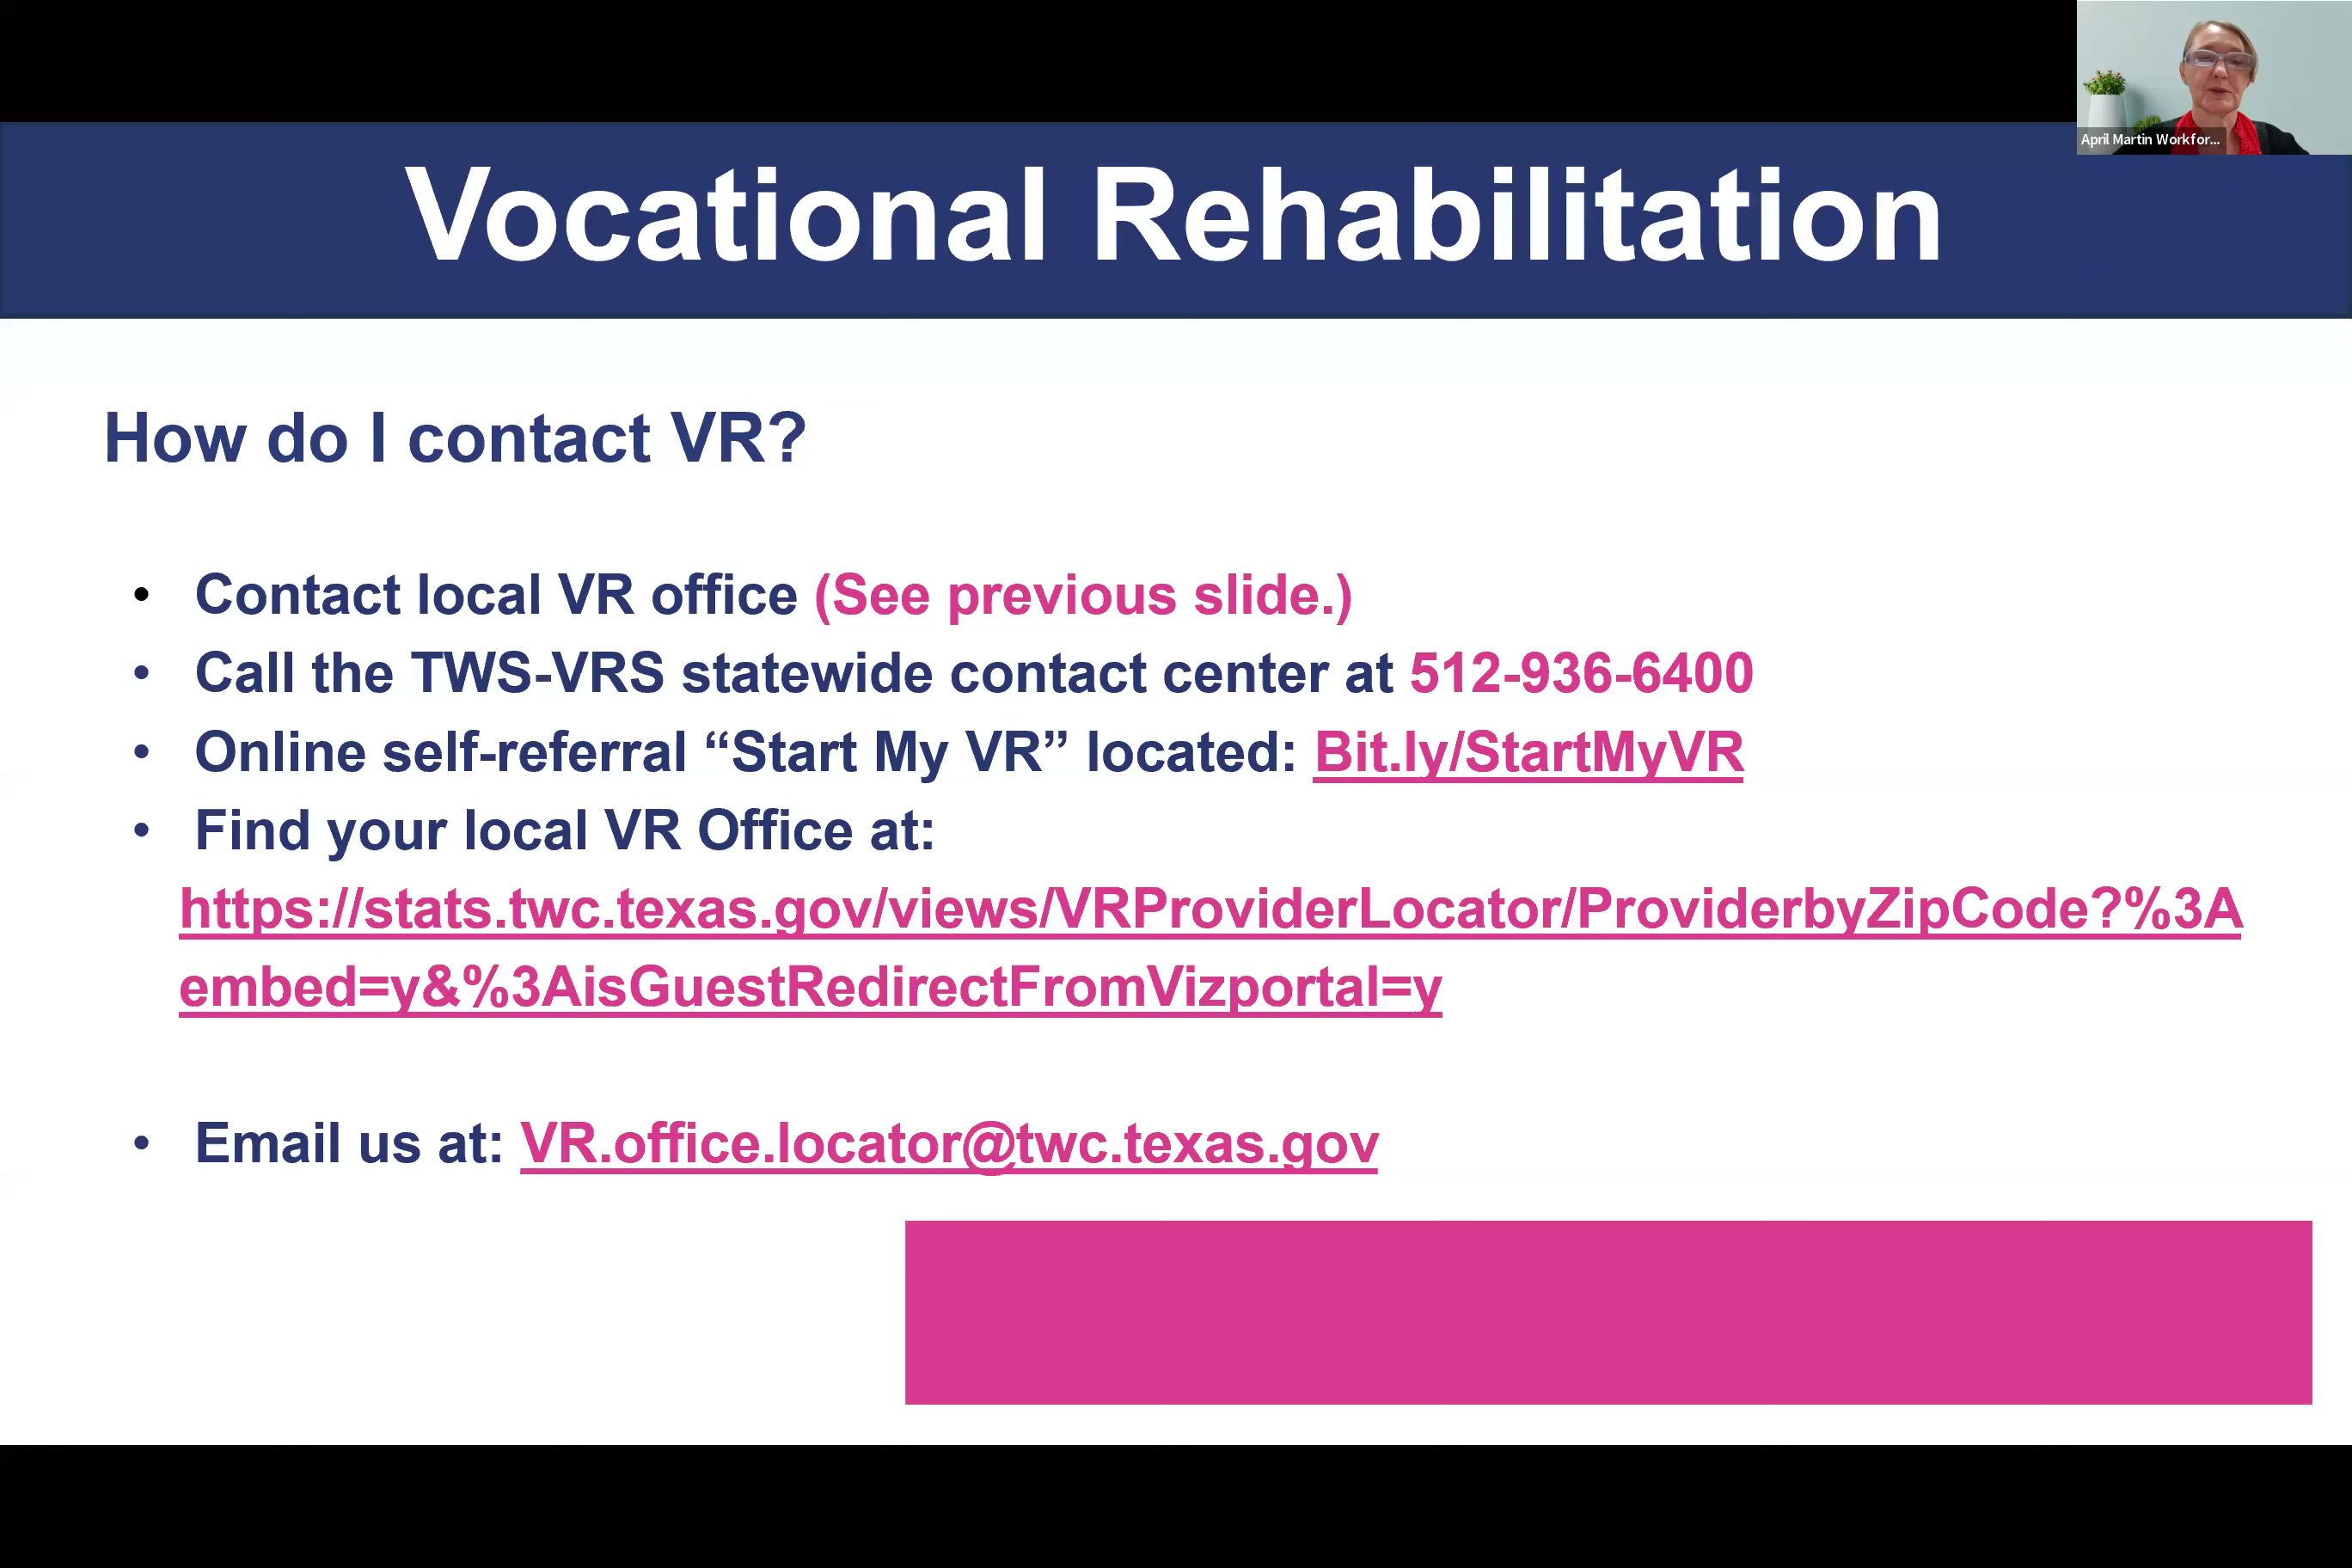 April Martin Workfor...
Vocational Rehabilitation
How do I contact VR?
• Contact local VR office (See previous slide.)
• Call the TWS-VRS statewide contact center at 512-936-6400
• Online self-referral “Start My VR” located: Bit.ly/StartMyVR
• Find your local VR Office at:
https://stats.twc.texas.gov/views/VRProviderLocator/ProviderbyZipCode?%3A
embed=y&%3AisGuestRedirectFromVizportal=y
• Email us at: VR.office.locator@twc.texas.gov